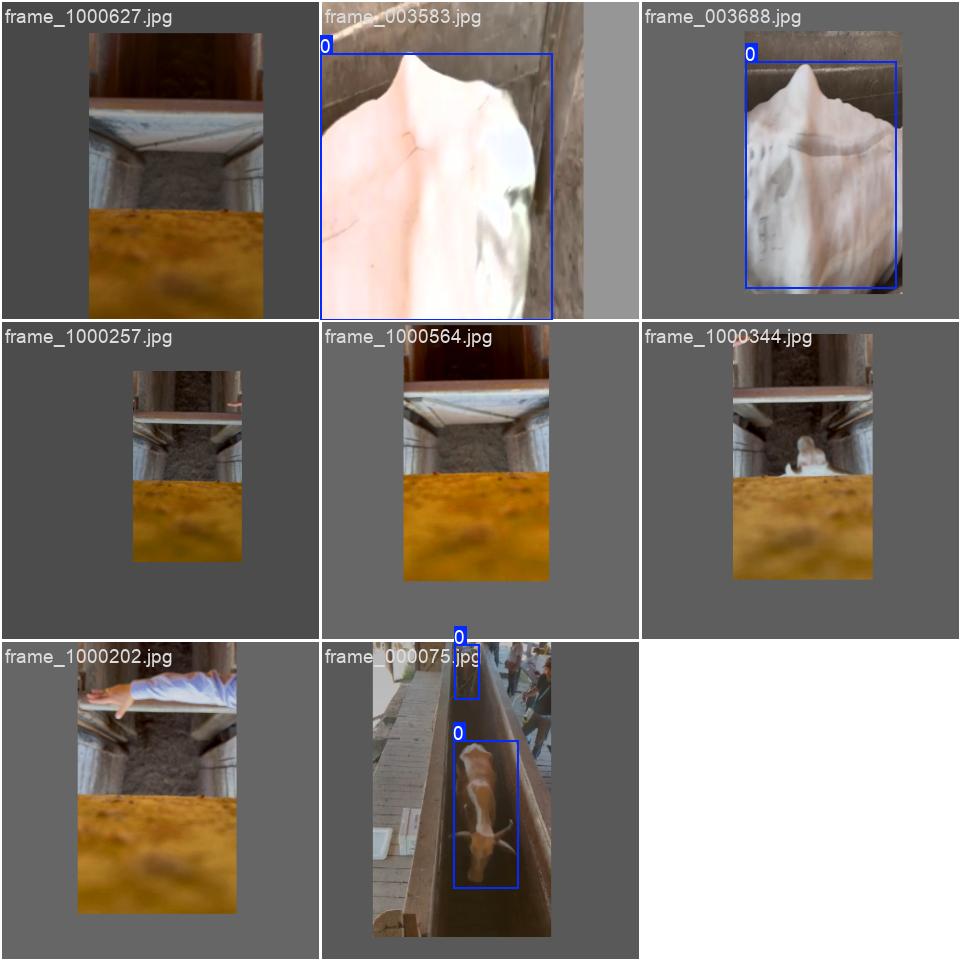 frame_1000627.jpg
frame_003583.jpg
frame_003688.jpg
0
0
frame_1000257.jpg
frame_1000564.jpg
frame_1000344.jpg
0
frame_1000202.jpg
frame_000075.jpg
0